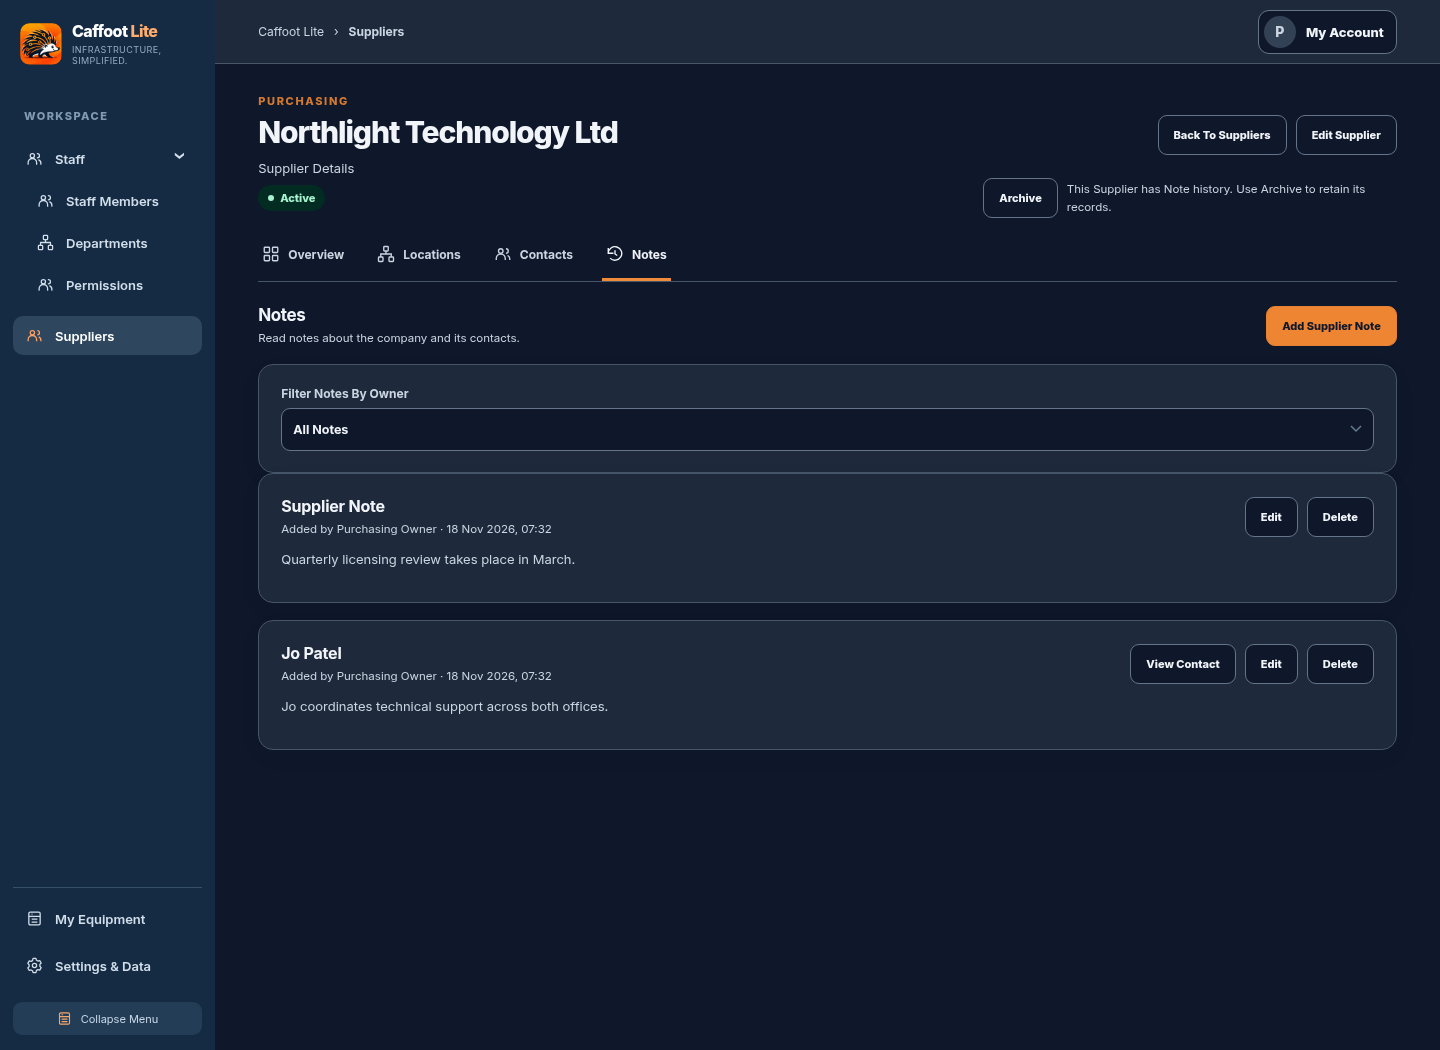 Caffoot Lite
INFRASTRUCTURE,
SIMPLIFIED.
WORKSPACE
Staff
Staff Members
Departments
Permissions
Suppliers
My Equipment
Settings & Data
Collapse Menu
Caffoot Lite › Suppliers
P My Account
PURCHASING
Northlight Technology Ltd
Supplier Details
Active
Back To Suppliers Edit Supplier
Archive
This Supplier has Note history. Use Archive to retain its
records.
Overview Locations Contacts Notes
Notes
Read notes about the company and its contacts.
Add Supplier Note
Filter Notes By Owner
All Notes
Supplier Note
Added by Purchasing Owner · 18 Nov 2026, 07:32
Quarterly licensing review takes place in March.
Edit Delete
Jo Patel
Added by Purchasing Owner · 18 Nov 2026, 07:32
Jo coordinates technical support across both offices.
View Contact Edit Delete